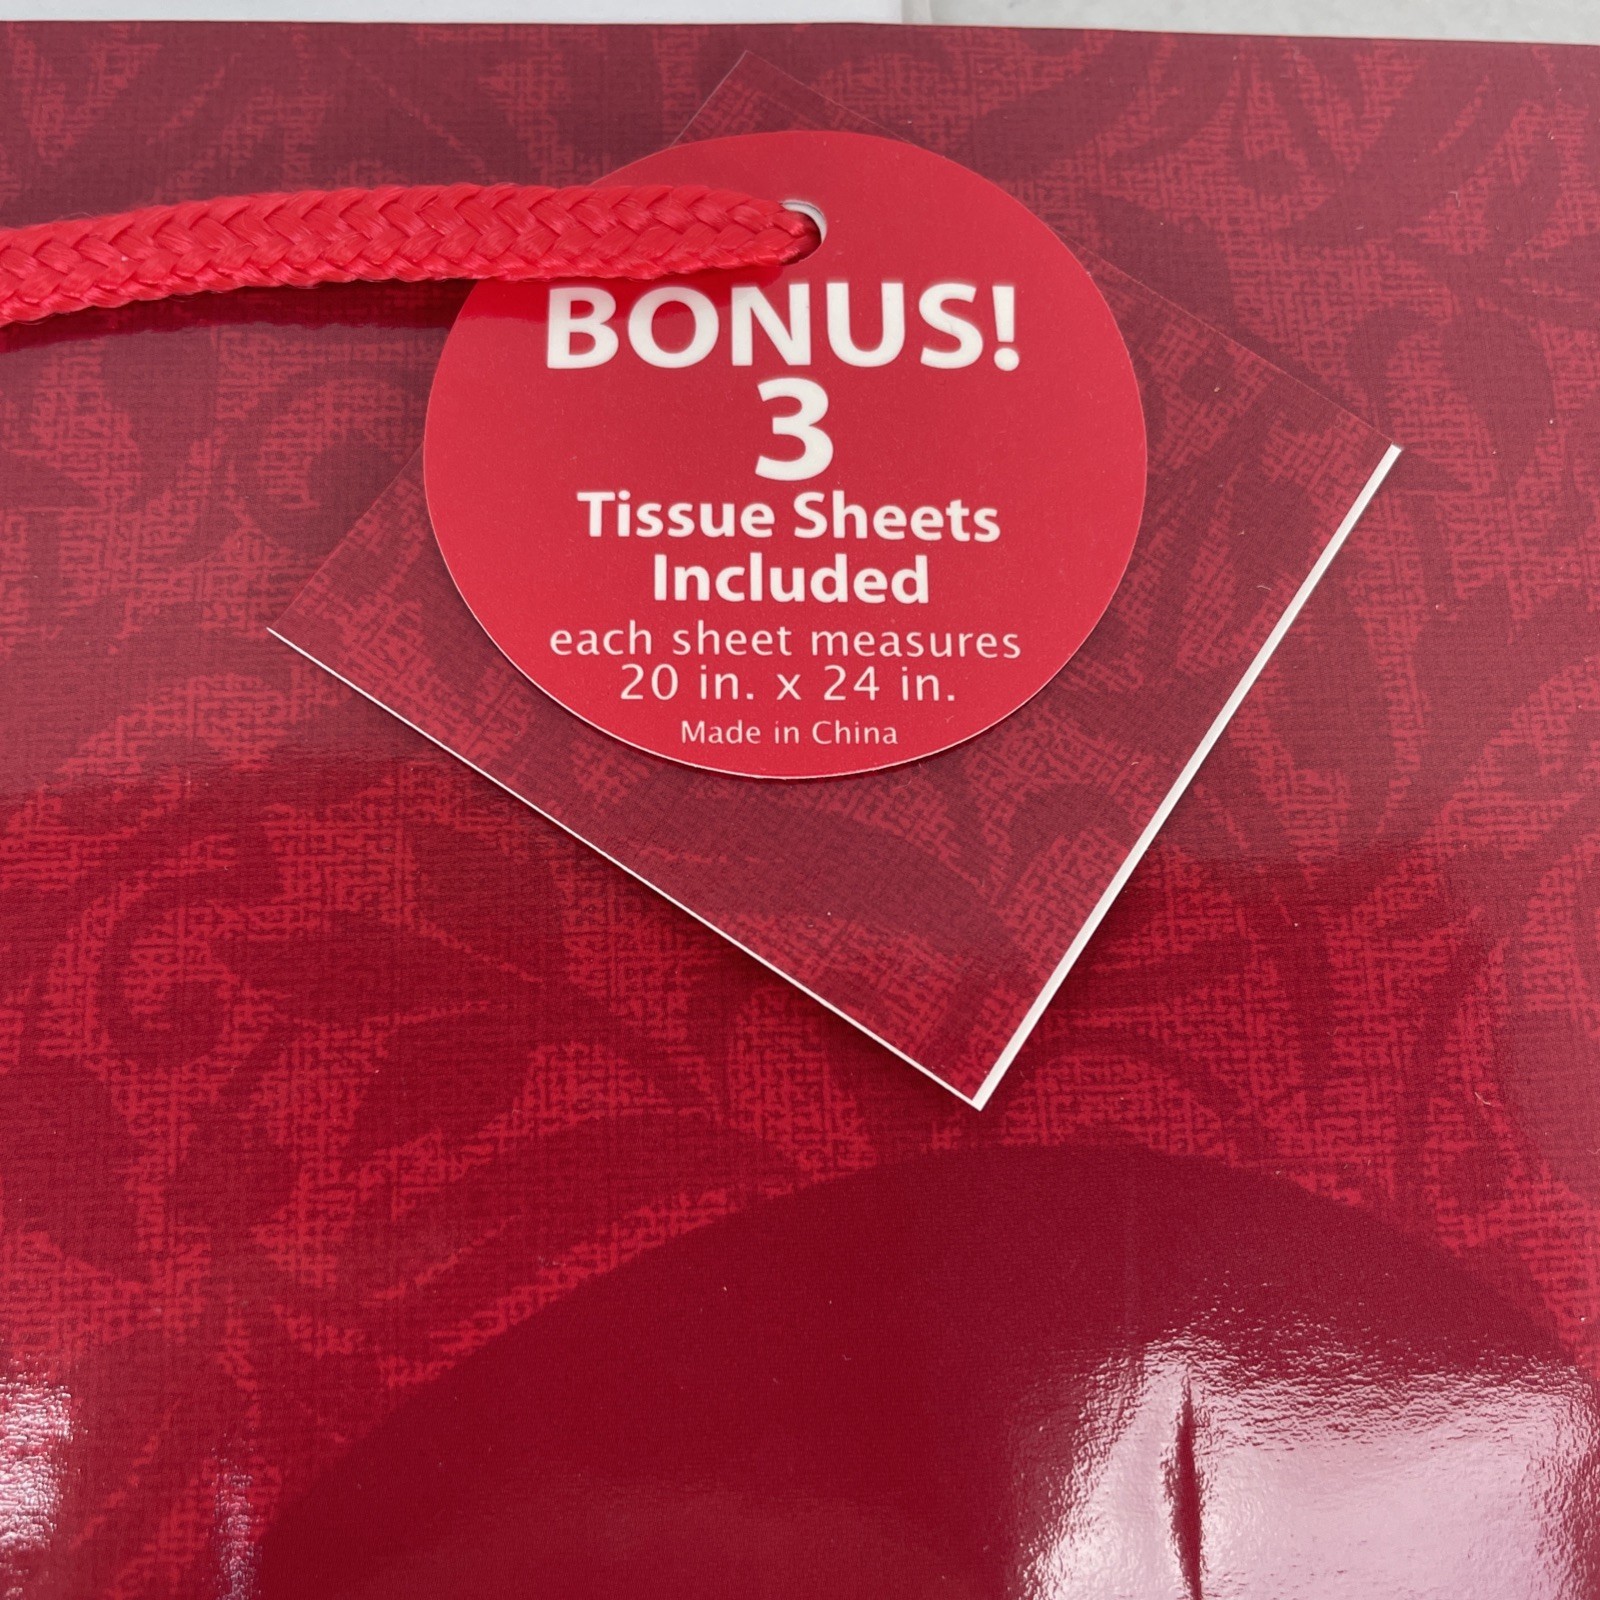 BONUS!
3
Tissue Sheets
Included
each sheet measures
20 in. x 24 in.
Made in China